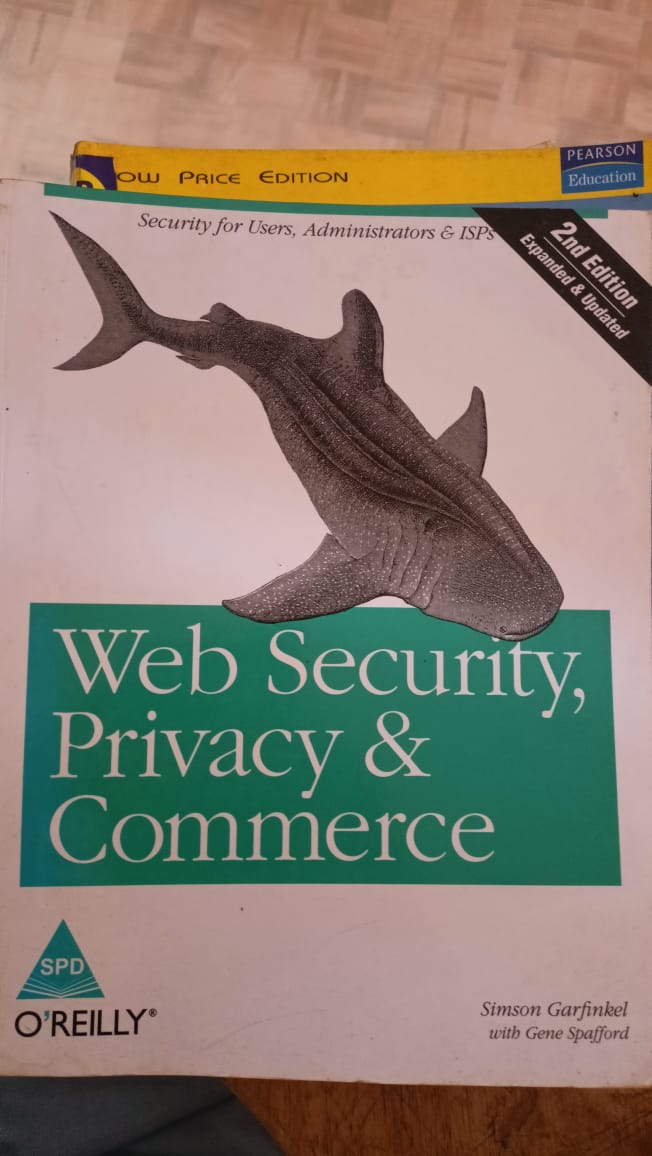 OW PRICE EDITION
PEARSON
Education
Security for Users, Administrators & ISPs
2nd Edition
Expanded & Updated
Web Security,
Privacy &
Commerce
SPD
O'REILLY®
Simson Garfinkel
with Gene Spafford